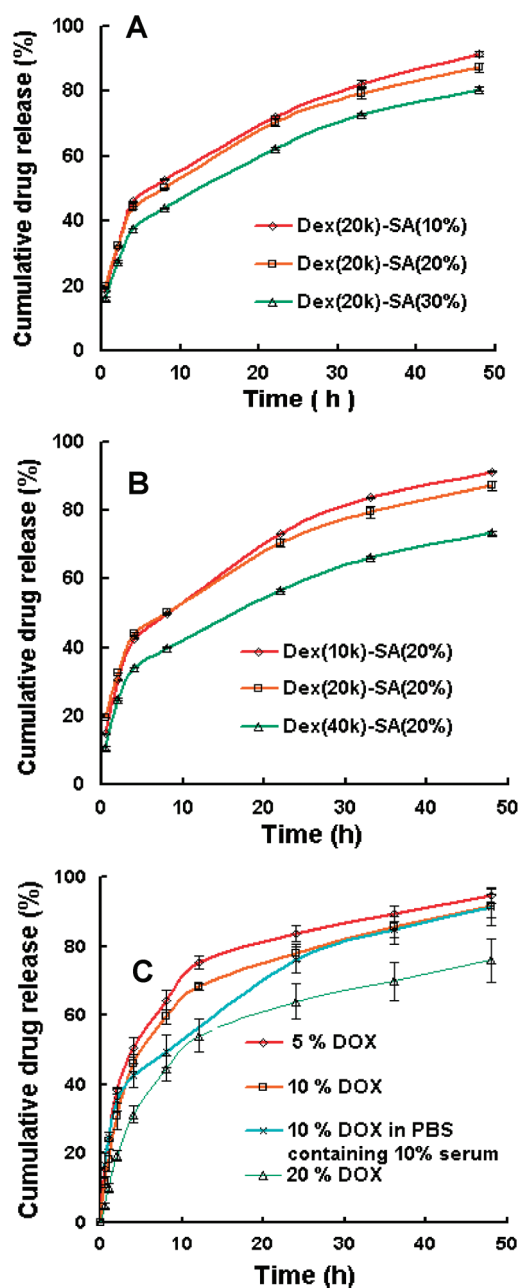 A
Cumulative drug release (%)
100
80
60
40
20
0
Dex(20k)-SA(10%)
Dex(20k)-SA(20%)
Dex(20k)-SA(30%)
0 10 20 30 40 50
Time ( h )
B
Cumulative drug release (%)
100
80
60
40
20
0
Dex(10k)-SA(20%)
Dex(20k)-SA(20%)
Dex(40k)-SA(20%)
0 10 20 30 40 50
Time (h)
C
Cumulative drug release (%)
100
80
60
40
20
0
5 % DOX
10 % DOX
10 % DOX in PBS
containing 10% serum
20 % DOX
0 10 20 30 40 50
Time (h)